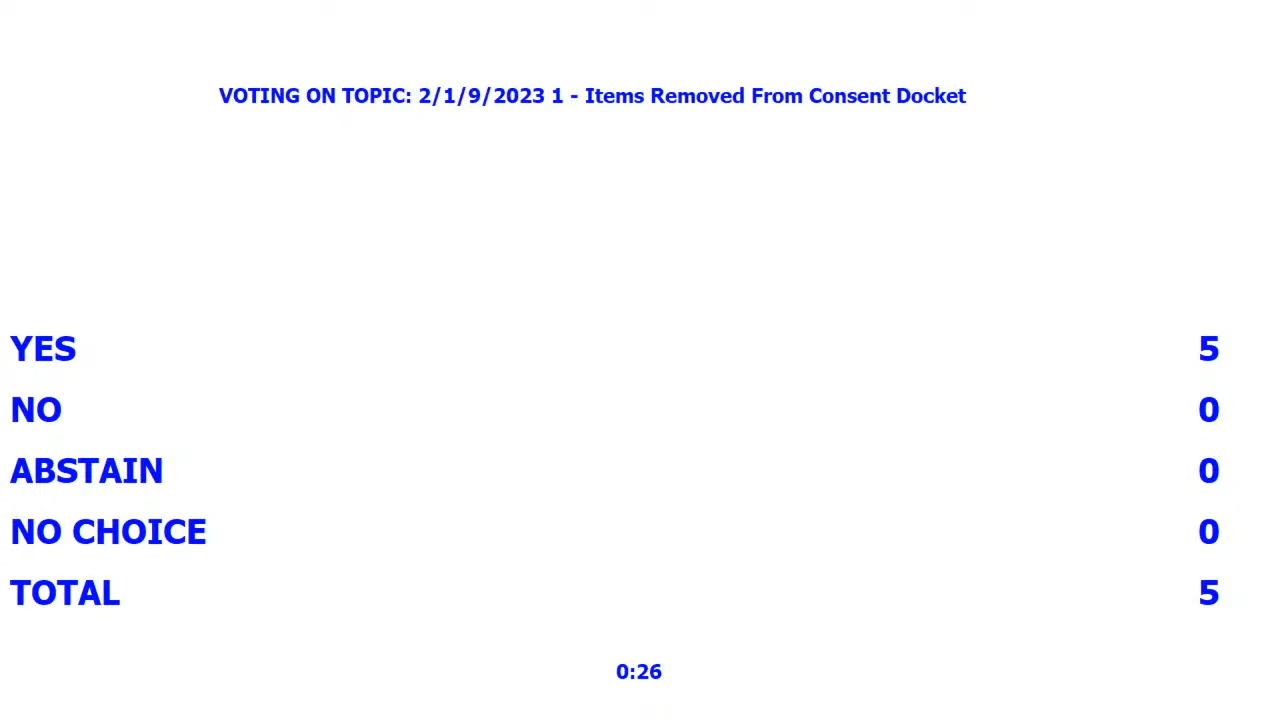 VOTING ON TOPIC: 2/1/9/2023 1 - Items Removed From Consent Docket
YES 5
NO 0
ABSTAIN 0
NO CHOICE 0
TOTAL 5
0:26